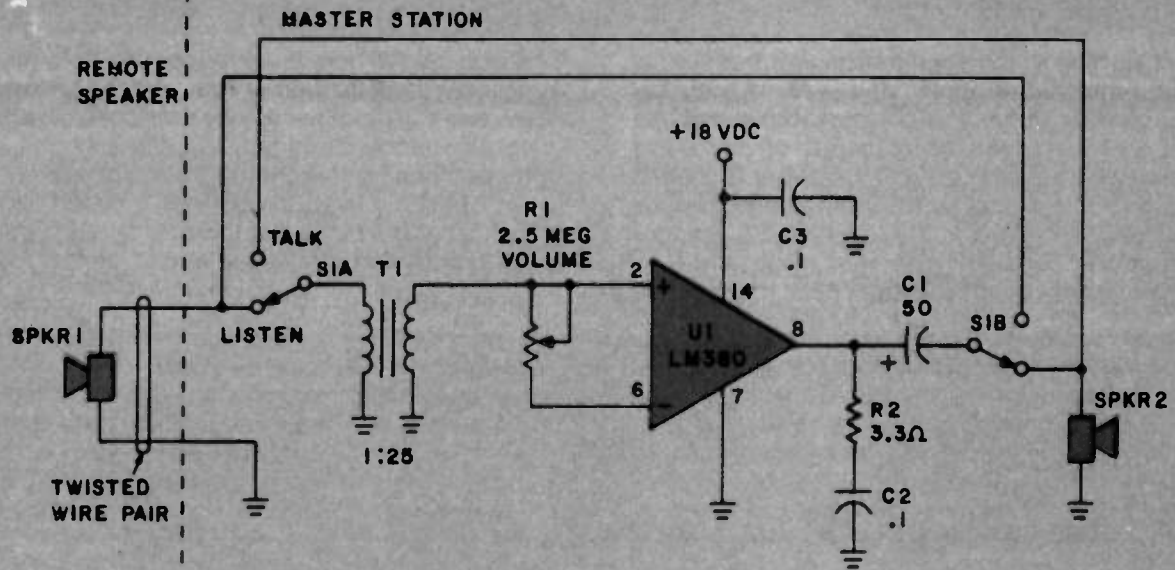 MASTER STATION
REMOTE
SPEAKER
+18 VDC
R1
2.5 MEG
VOLUME
C3
.1
TALK
S1A
T1
2
+
14
C1
50
S1B
SPKR1
LISTEN
U1
LM380
8
+
6
-
7
R2
3.3Ω
SPKR2
1:25
TWISTED
WIRE PAIR
C2
.1